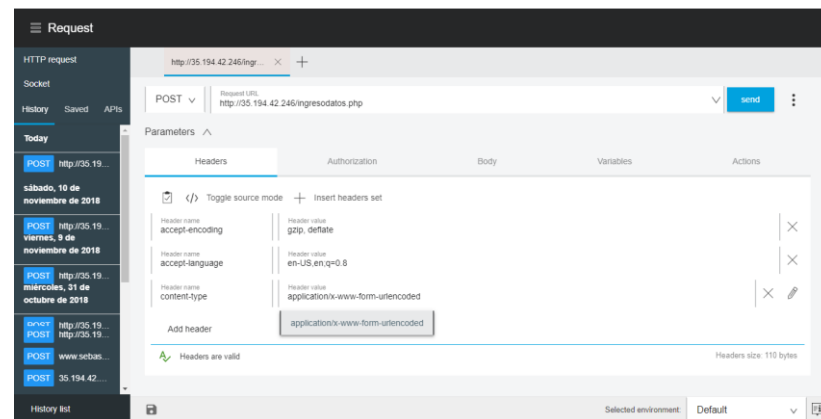 Request
HTTP request
Socket
History Saved APIs
Today
POST http://35.19...
sábado, 10 de
noviembre de 2018
POST http://35.19...
viernes, 9 de
noviembre de 2018
POST http://35.19...
miércoles, 31 de
octubre de 2018
POST http://35.19...
POST http://35.19...
POST www.sebas...
POST 35.194.42....
History list
http://35.194.42.246/ingr...
POST
Request URL
http://35.194.42.246/ingresodatos.php
send
Parameters
Headers Authorization Body Variables Actions
Toggle source mode Insert headers set
Header name Header value
accept-encoding gzip, deflate
Header name Header value
accept-language en-US,en;q=0.8
Header name Header value
content-type application/x-www-form-urlencoded
Add header application/x-www-form-urlencoded
Headers are valid Headers size: 110 bytes
Selected environment: Default